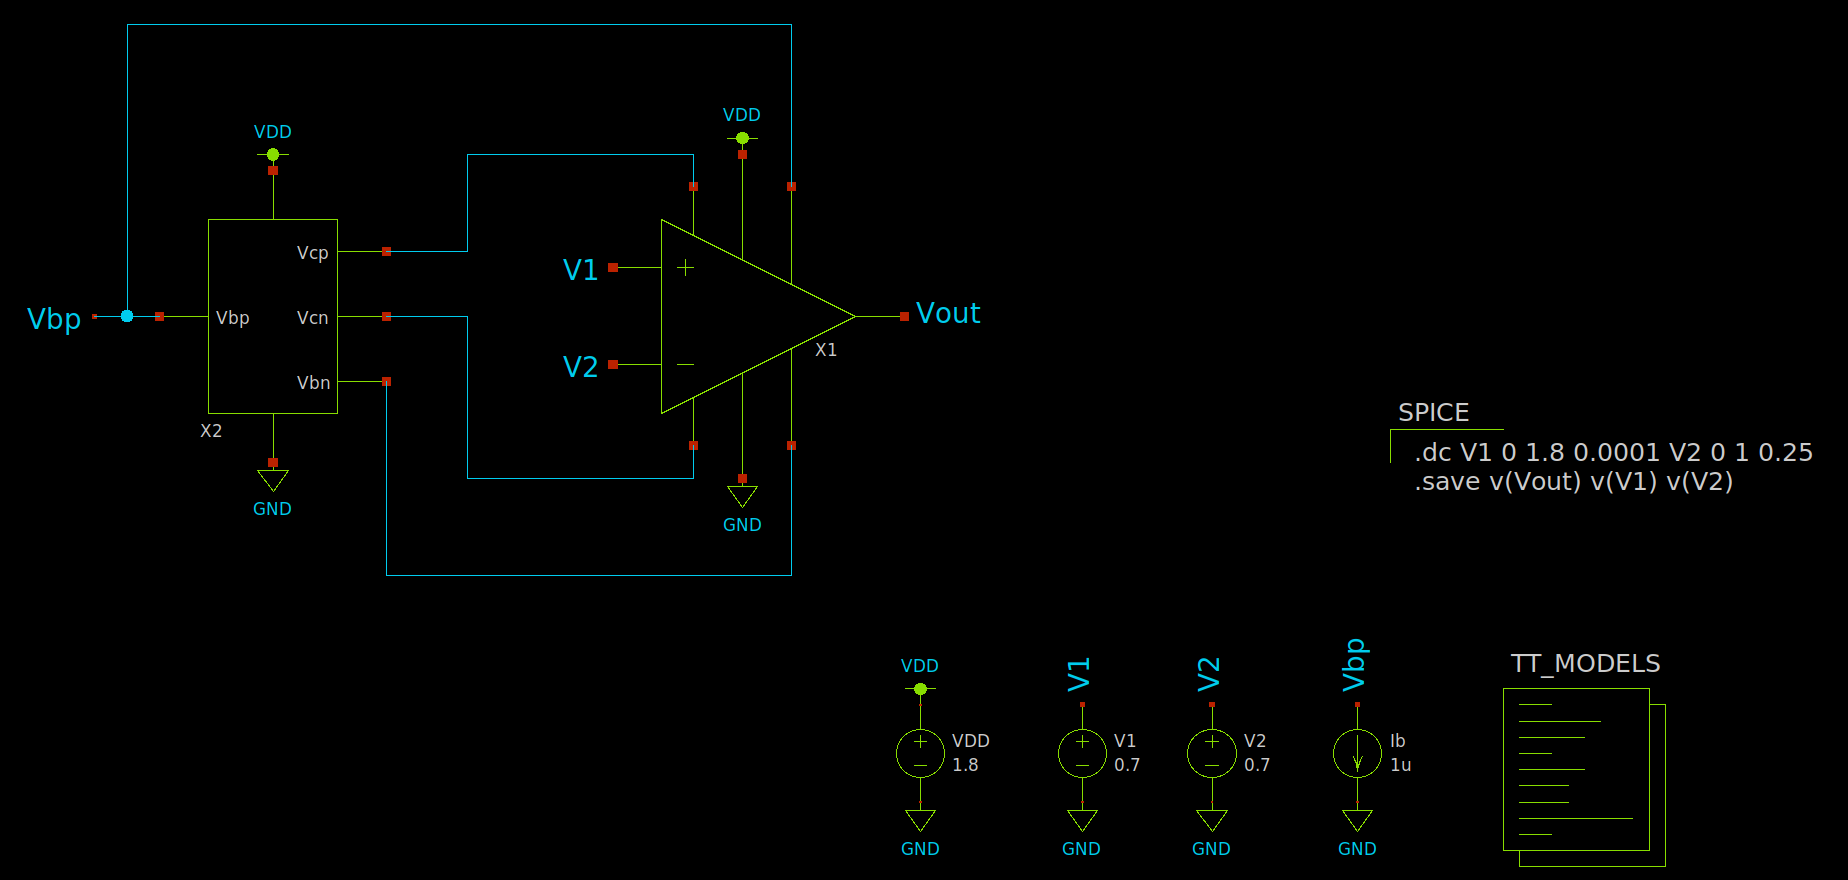 VDD
VDD
Vcp
V1
Vbp
Vbp
Vcn
Vout
X1
V2
Vbn
X2
SPICE
.dc V1 0 1.8 0.0001 V2 0 1 0.25
.save v(Vout) v(V1) v(V2)
GND
GND
VDD
V1
V2
Vbp
TT_MODELS
VDD
1.8
V1
0.7
V2
0.7
Ib
1u
GND
GND
GND
GND